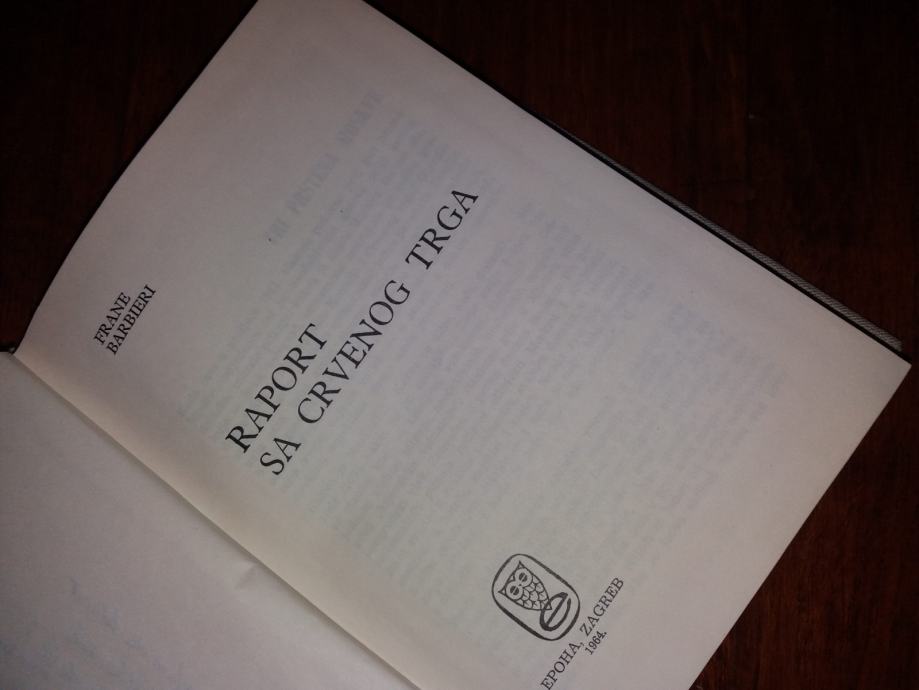 FRANE
BARBIERI
RAPORT
SA CRVENOG TRGA
EPOHA, ZAGREB
1964.